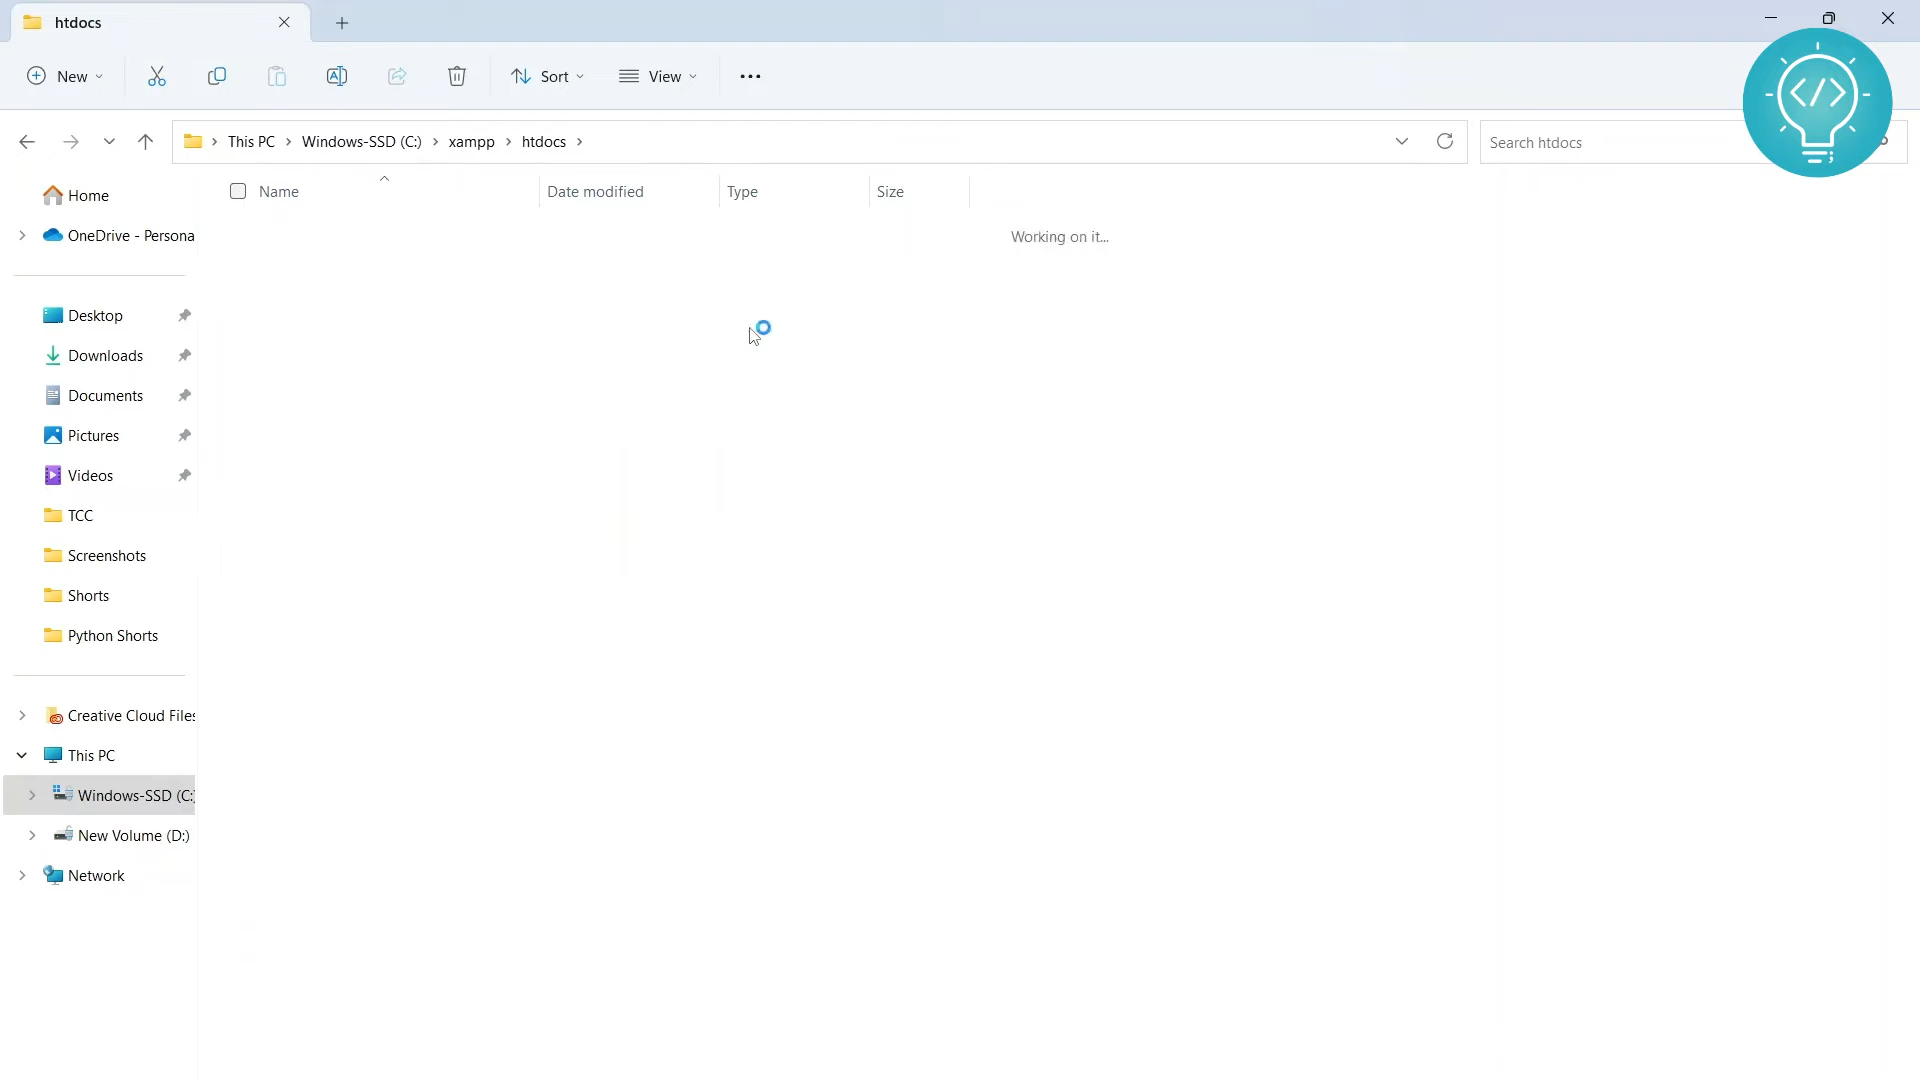 htdocs
New
Sort
View
This PC
Windows-SSD (C:)
xampp
htdocs
Search htdocs
Name
Date modified
Type
Size
Working on it...
Home
OneDrive - Persona
Desktop
Downloads
Documents
Pictures
Videos
TCC
Screenshots
Shorts
Python Shorts
Creative Cloud Files
This PC
Windows-SSD (C:)
New Volume (D:)
Network